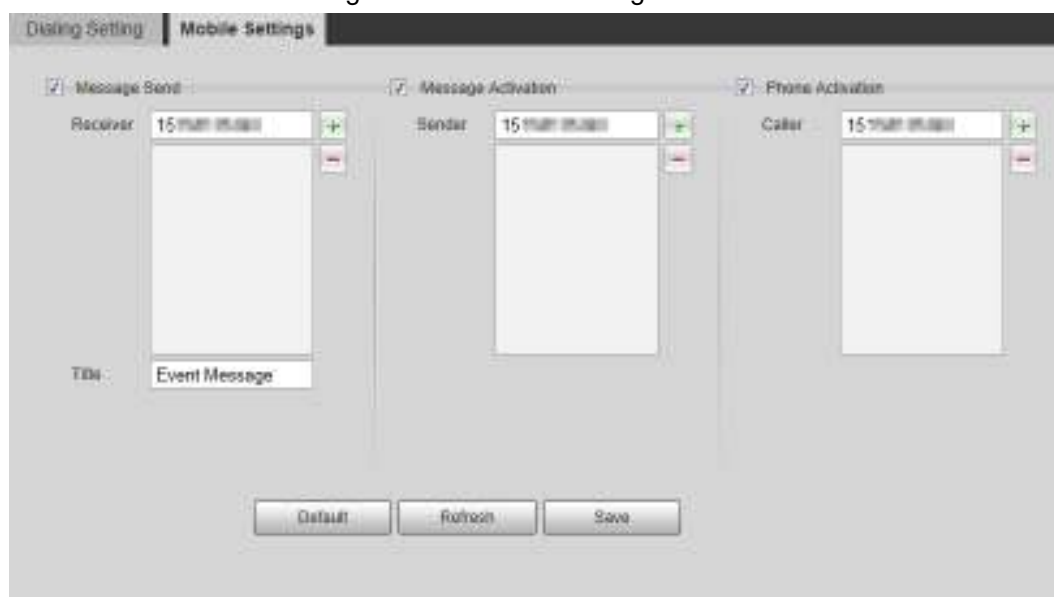 Dialing Setting Mobile Settings
Message Send Message Activation Phone Activation
Receiver 15 Sender 15 Caller 15
Title Event Message
Default Refresh Save